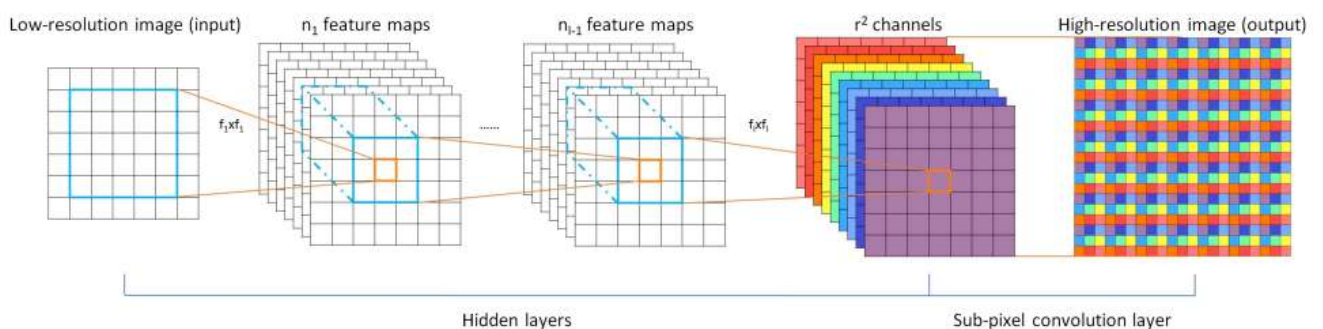 Low-resolution image (input)
n₁ feature maps
nₗ₋₁ feature maps
r² channels
High-resolution image (output)
f₁xf₁
......
fₗxfₗ
Hidden layers
Sub-pixel convolution layer